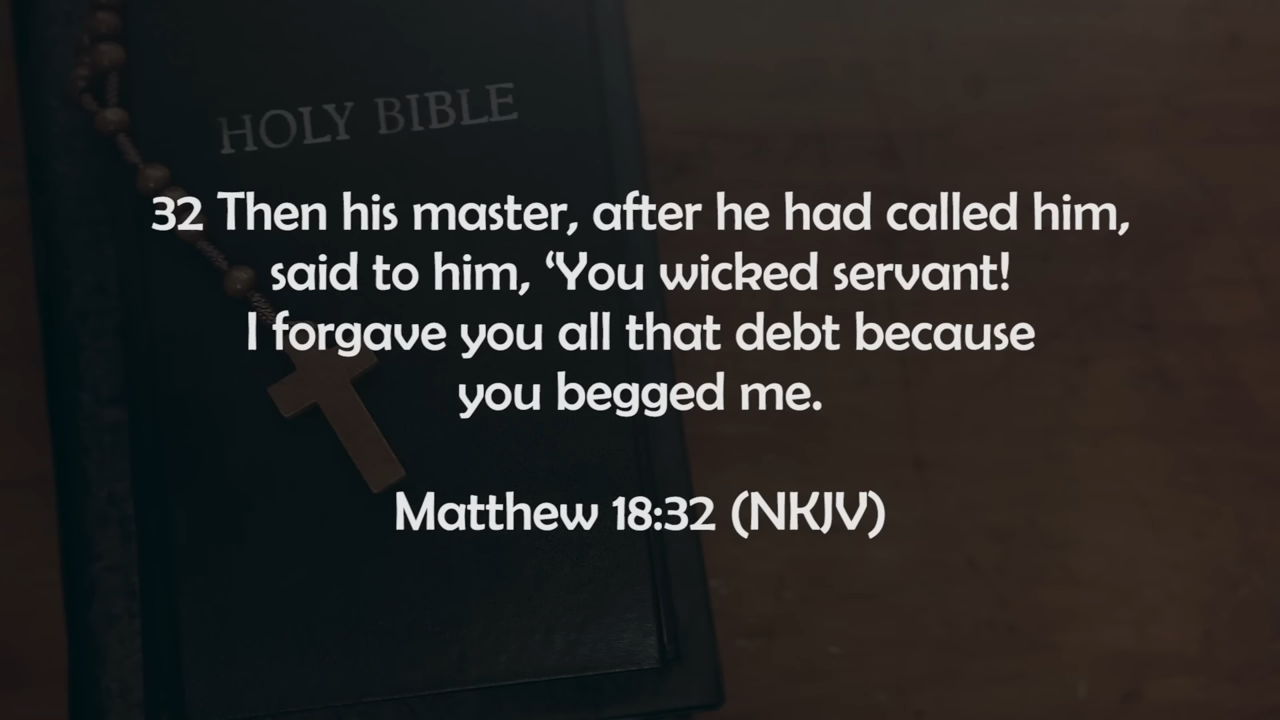 HOLY BIBLE
32 Then his master, after he had called him,
said to him, ‘You wicked servant!
I forgave you all that debt because
you begged me.
Matthew 18:32 (NKJV)